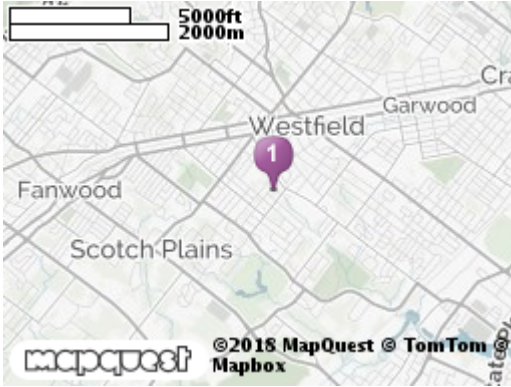 5000ft
2000m
Cra
Garwood
Westfield
1
Fanwood
Scotch Plains
mapquest
©2018 MapQuest © TomTom ©
Mapbox